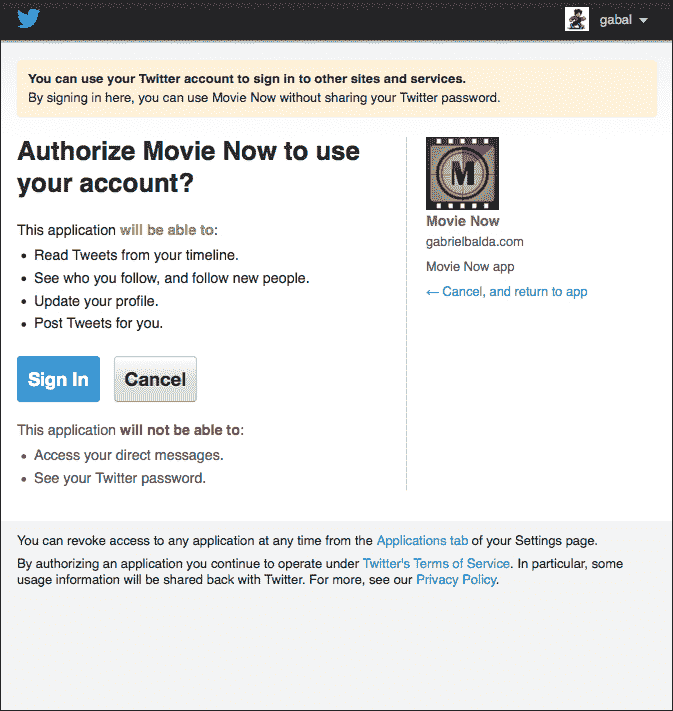 gabal
You can use your Twitter account to sign in to other sites and services.
By signing in here, you can use Movie Now without sharing your Twitter password.
Authorize Movie Now to use
your account?
This application will be able to:
• Read Tweets from your timeline.
• See who you follow, and follow new people.
• Update your profile.
• Post Tweets for you.
Sign In
Cancel
This application will not be able to:
• Access your direct messages.
• See your Twitter password.
M
Movie Now
gabrielbalda.com
Movie Now app
← Cancel, and return to app
You can revoke access to any application at any time from the Applications tab of your Settings page.
By authorizing an application you continue to operate under Twitter's Terms of Service. In particular, some
usage information will be shared back with Twitter. For more, see our Privacy Policy.